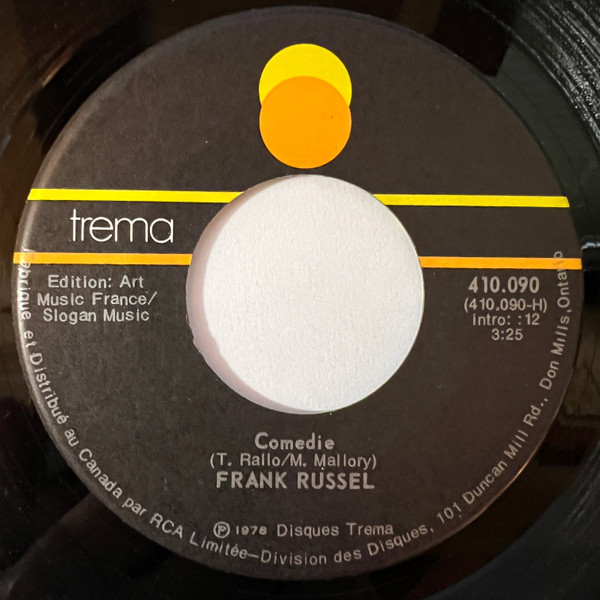 trema
Edition: Art
Music France/
Slogan Music
410.090
(410.090-H)
intro: :12
3:25
Comedie
(T. Rallo/M. Mallory)
FRANK RUSSEL
Ⓟ 1978 Disques Trema
Fabriqué et Distribué au Canada par RCA Limitée—Division des Disques, 101 Duncan Mill Rd., Don Mills, Ontario